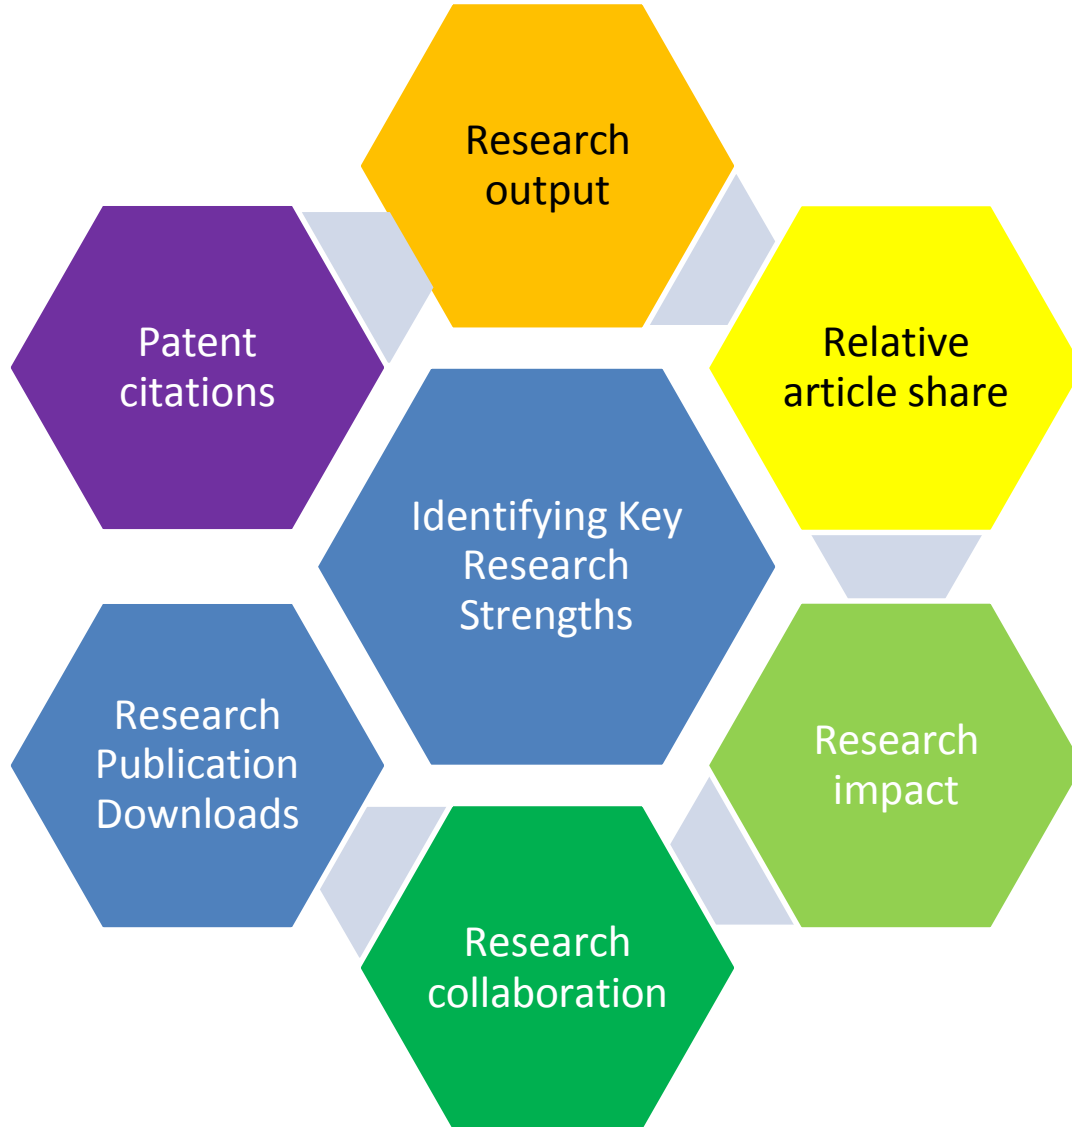 Research
output
Patent
citations
Relative
article share
Identifying Key
Research
Strengths
Research
Publication
Downloads
Research
impact
Research
collaboration